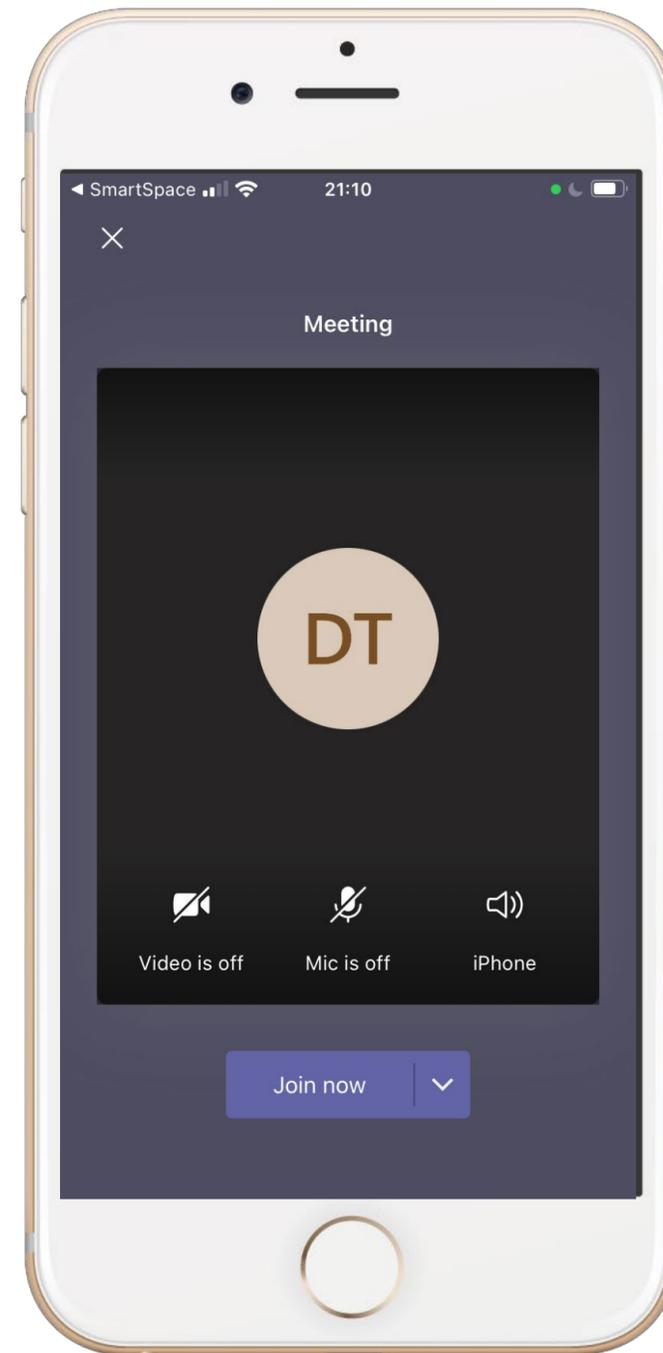 SmartSpace 21:10
Meeting
DT
Video is off Mic is off iPhone
Join now